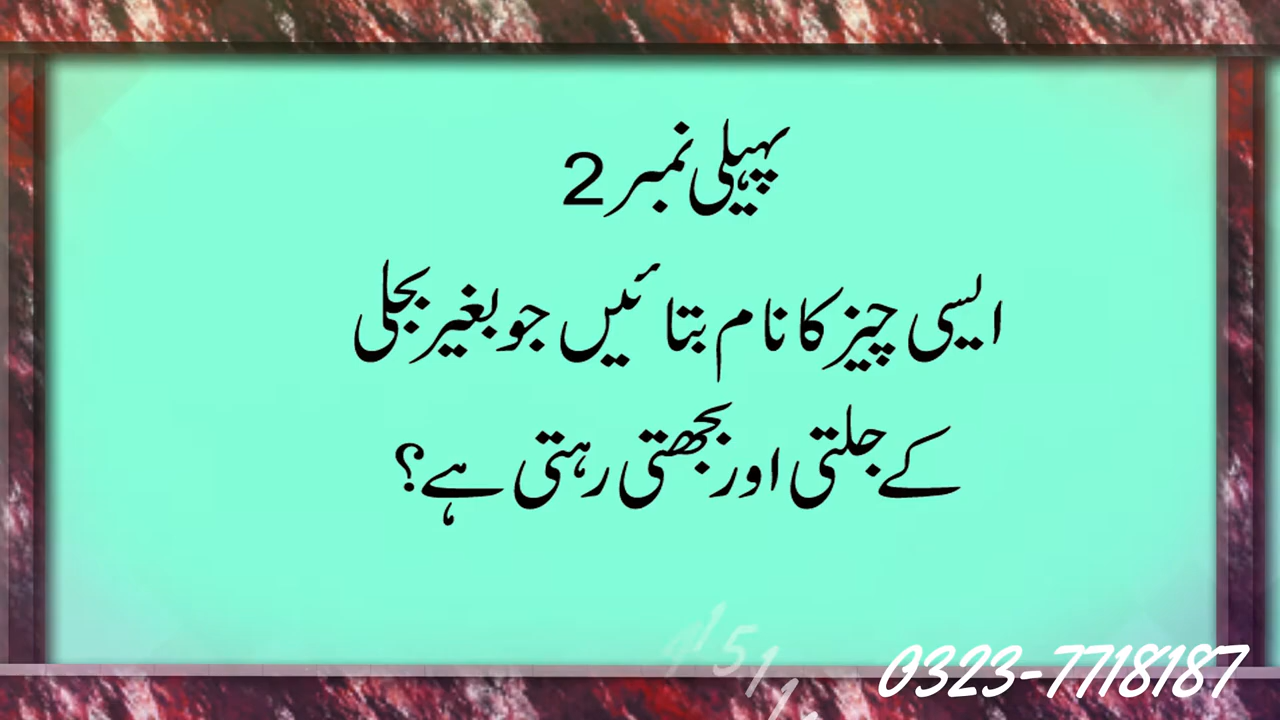 پہیلی نمبر 2
ایسی چیز کا نام بتائیں جو بغیر بجلی
کے جلتی اور بجھتی رہتی ہے؟
0323-7718187